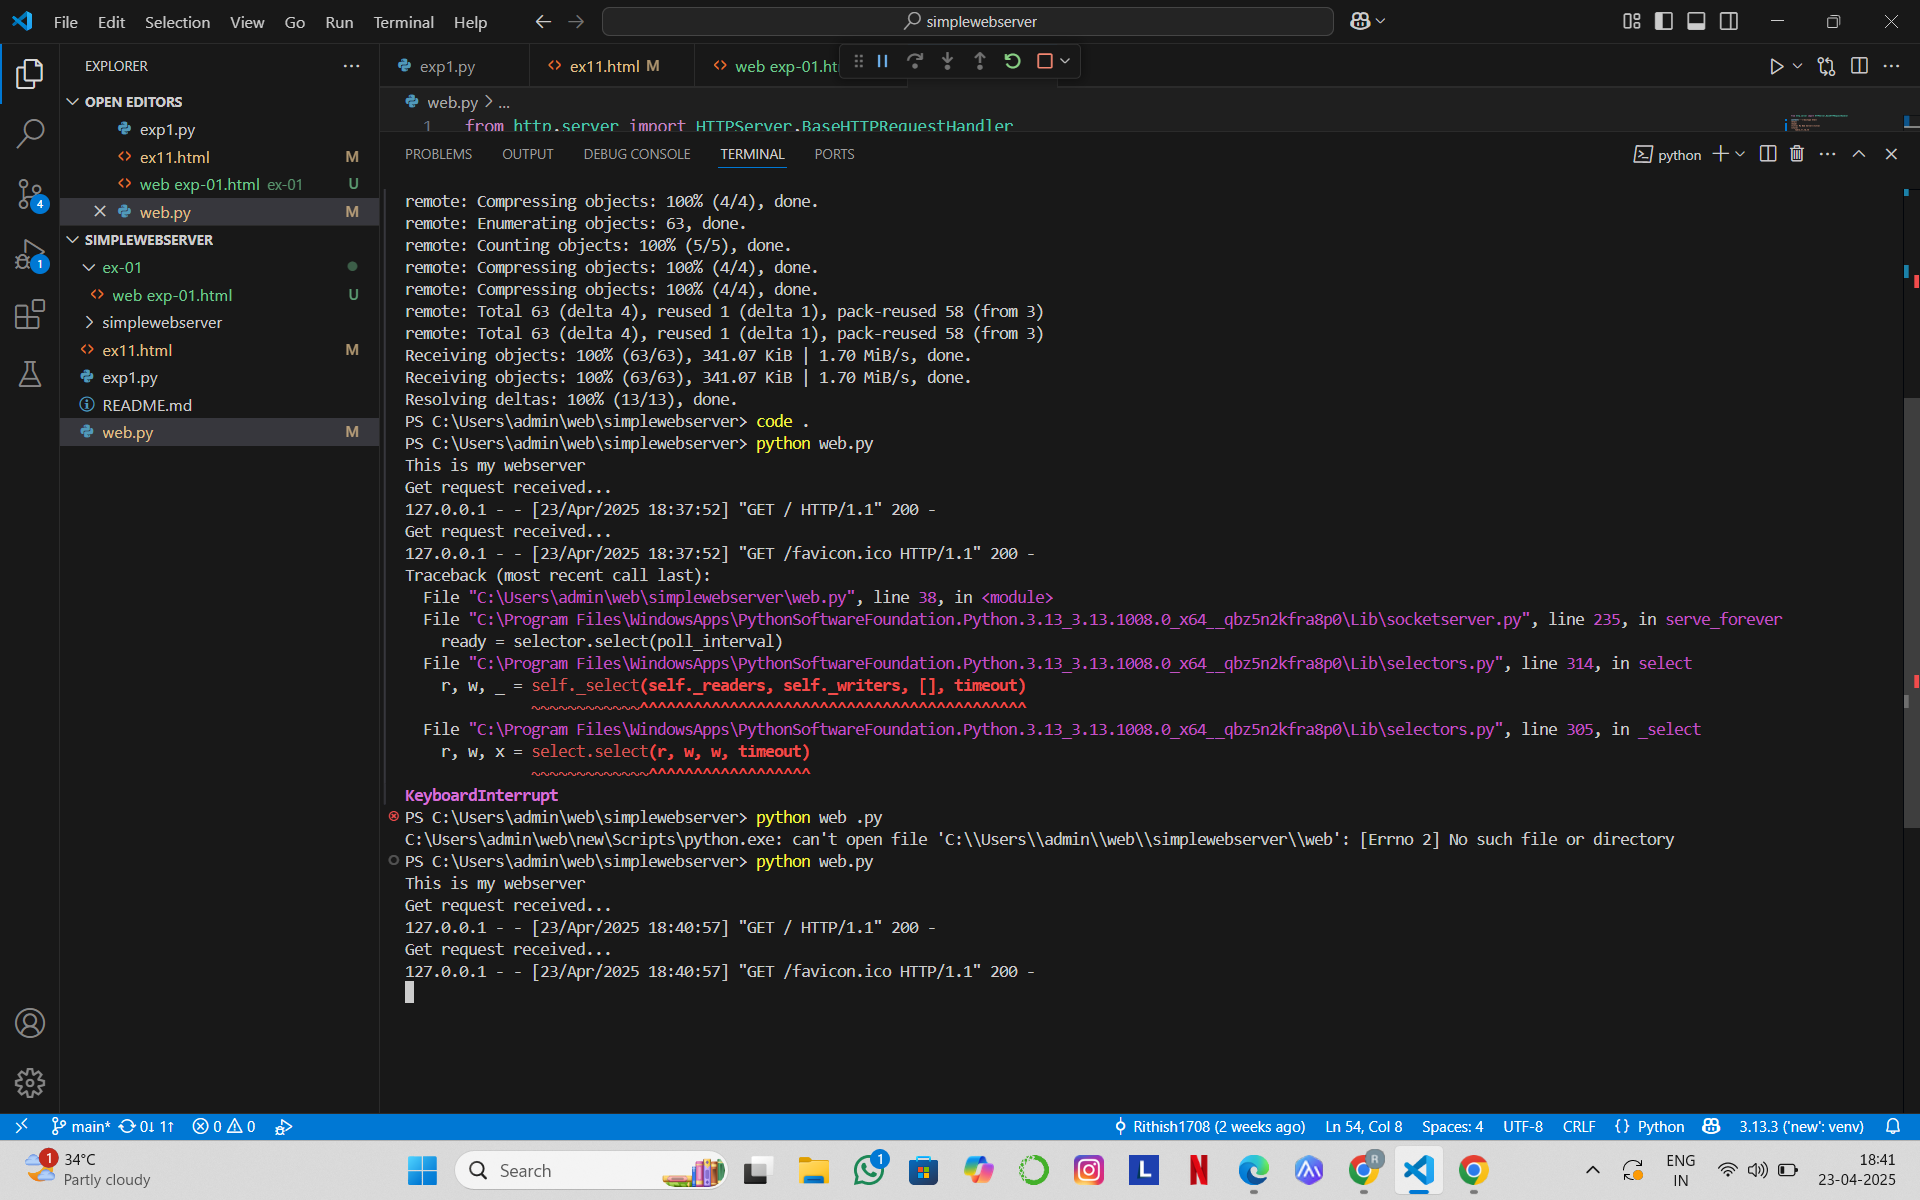 File Edit Selection View Go Run Terminal Help
simplewebserver
EXPLORER
OPEN EDITORS
exp1.py
ex11.html M
web exp-01.html ex-01 U
web.py M
SIMPLEWEBSERVER
ex-01
web exp-01.html U
simplewebserver
ex11.html M
exp1.py
README.md
web.py M
4
1
exp1.py
ex11.html M
web exp-01.ht
web.py > ...
1 from http.server import HTTPServer,BaseHTTPRequestHandler
PROBLEMS OUTPUT DEBUG CONSOLE TERMINAL PORTS
python
remote: Compressing objects: 100% (4/4), done.
remote: Enumerating objects: 63, done.
remote: Counting objects: 100% (5/5), done.
remote: Compressing objects: 100% (4/4), done.
remote: Compressing objects: 100% (4/4), done.
remote: Total 63 (delta 4), reused 1 (delta 1), pack-reused 58 (from 3)
remote: Total 63 (delta 4), reused 1 (delta 1), pack-reused 58 (from 3)
Receiving objects: 100% (63/63), 341.07 KiB | 1.70 MiB/s, done.
Receiving objects: 100% (63/63), 341.07 KiB | 1.70 MiB/s, done.
Resolving deltas: 100% (13/13), done.
PS C:\Users\admin\web\simplewebserver> code .
PS C:\Users\admin\web\simplewebserver> python web.py
This is my webserver
Get request received...
127.0.0.1 - - [23/Apr/2025 18:37:52] "GET / HTTP/1.1" 200 -
Get request received...
127.0.0.1 - - [23/Apr/2025 18:37:52] "GET /favicon.ico HTTP/1.1" 200 -
Traceback (most recent call last):
File "C:\Users\admin\web\simplewebserver\web.py", line 38, in <module>
File "C:\Program Files\WindowsApps\PythonSoftwareFoundation.Python.3.13_3.13.1008.0_x64__qbz5n2kfra8p0\Lib\socketserver.py", line 235, in serve_forever
ready = selector.select(poll_interval)
File "C:\Program Files\WindowsApps\PythonSoftwareFoundation.Python.3.13_3.13.1008.0_x64__qbz5n2kfra8p0\Lib\selectors.py", line 314, in select
r, w, _ = self._select(self._readers, self._writers, [], timeout)
~~~~~~~~~~~~^^^^^^^^^^^^^^^^^^^^^^^^^^^^^^^^^^^^^^^^^^^
File "C:\Program Files\WindowsApps\PythonSoftwareFoundation.Python.3.13_3.13.1008.0_x64__qbz5n2kfra8p0\Lib\selectors.py", line 305, in _select
r, w, x = select.select(r, w, w, timeout)
~~~~~~~~~~~~~^^^^^^^^^^^^^^^^^^
KeyboardInterrupt
PS C:\Users\admin\web\simplewebserver> python web .py
C:\Users\admin\web\new\Scripts\python.exe: can't open file 'C:\\Users\\admin\\web\\simplewebserver\\web': [Errno 2] No such file or directory
PS C:\Users\admin\web\simplewebserver> python web.py
This is my webserver
Get request received...
127.0.0.1 - - [23/Apr/2025 18:40:57] "GET / HTTP/1.1" 200 -
Get request received...
127.0.0.1 - - [23/Apr/2025 18:40:57] "GET /favicon.ico HTTP/1.1" 200 -
main* 0↓ 1↑ 0 0 Rithish1708 (2 weeks ago) Ln 54, Col 8 Spaces: 4 UTF-8 CRLF {} Python 3.13.3 ('new': venv)
1
34°C
Partly cloudy
Search
1
L
N
R
ENG
IN
18:41
23-04-2025